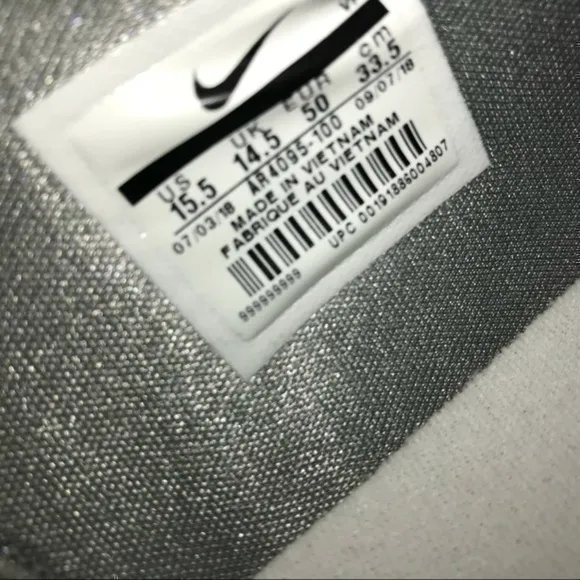 US UK EUR cm
15.5 14.5 50 33.5
07/03/18 AR4095-100 09/07/18
MADE IN VIETNAM
FABRIQUE AU VIETNAM
999999999 UPC 00191888004807